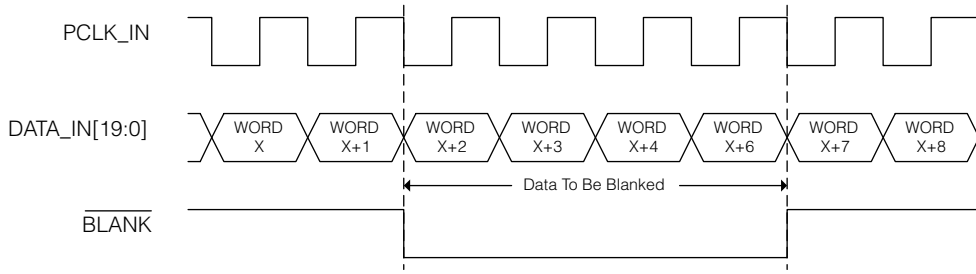 PCLK_IN
DATA_IN[19:0]
WORD X
WORD X+1
WORD X+2
WORD X+3
WORD X+4
WORD X+6
WORD X+7
WORD X+8
Data To Be Blanked
BLANK